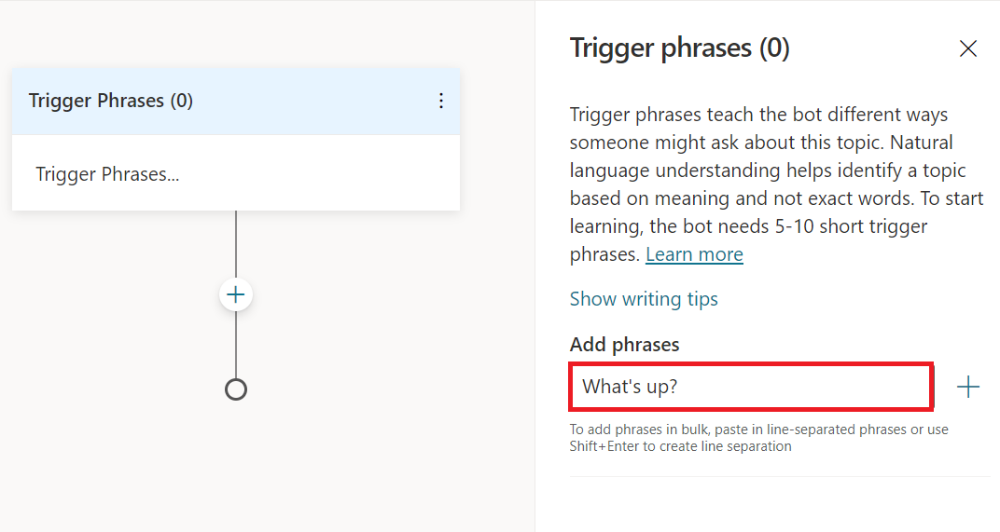 Trigger Phrases (0)
Trigger Phrases...
Trigger phrases (0)
Trigger phrases teach the bot different ways
someone might ask about this topic. Natural
language understanding helps identify a topic
based on meaning and not exact words. To start
learning, the bot needs 5-10 short trigger
phrases. Learn more
Show writing tips
Add phrases
What's up?
To add phrases in bulk, paste in line-separated phrases or use
Shift+Enter to create line separation